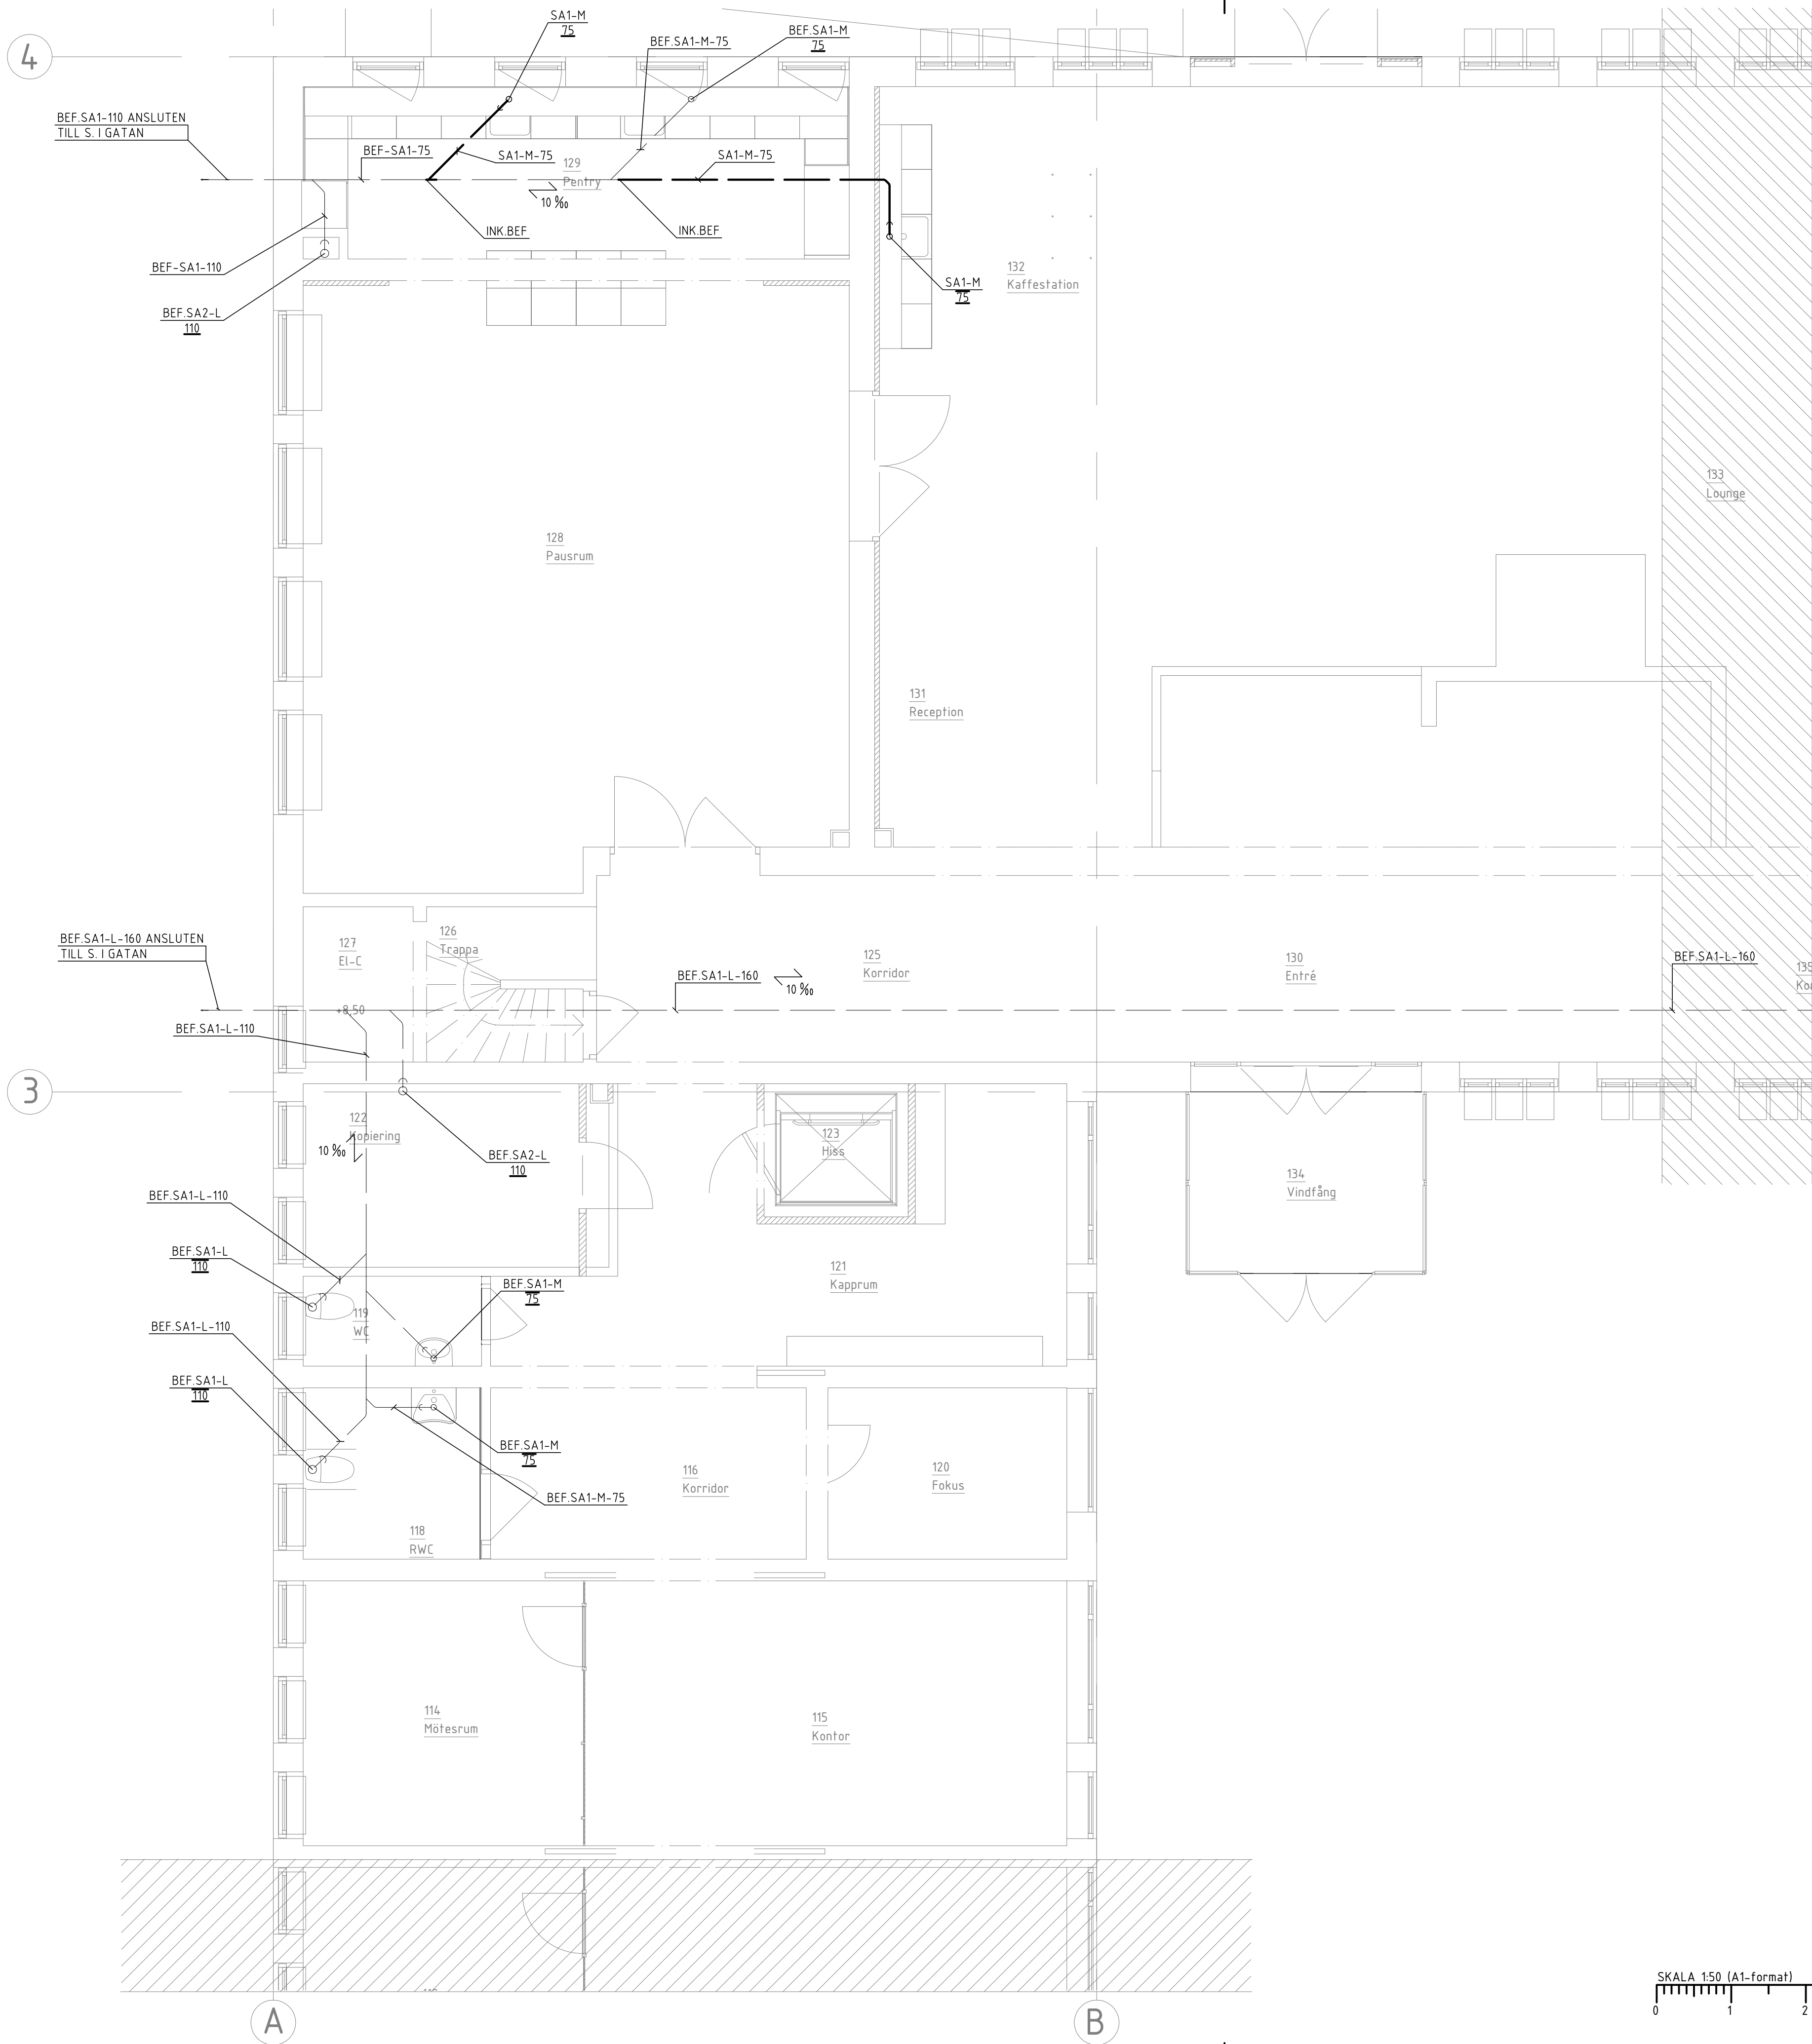 SA1-M
75
BEF.SA1-M-75
BEF.SA1-M
75
4
BEF.SA1-110 ANSLUTEN
TILL S. I GATAN
BEF-SA1-75
SA1-M-75
129
Pentry
SA1-M-75
10 ‰
INK.BEF
INK.BEF
BEF-SA1-110
BEF.SA2-L
110
SA1-M
75
132
Kaffestation
133
Lounge
128
Pausrum
131
Reception
BEF.SA1-L-160 ANSLUTEN
TILL S. I GATAN
127
El-C
126
Trappa
BEF.SA1-L-160
10 ‰
125
Korridor
130
Entré
BEF.SA1-L-160
135
Kor
+8,50
BEF.SA1-L-110
3
122
Kopiering
10 ‰
BEF.SA2-L
110
123
Hiss
134
Vindfång
BEF.SA1-L-110
BEF.SA1-L
110
BEF.SA1-M
75
121
Kapprum
119
WC
BEF.SA1-L-110
BEF.SA1-L
110
BEF.SA1-M
75
BEF.SA1-M-75
116
Korridor
120
Fokus
118
RWC
114
Mötesrum
115
Kontor
SKALA 1:50 (A1-format)
0 1 2
A
B